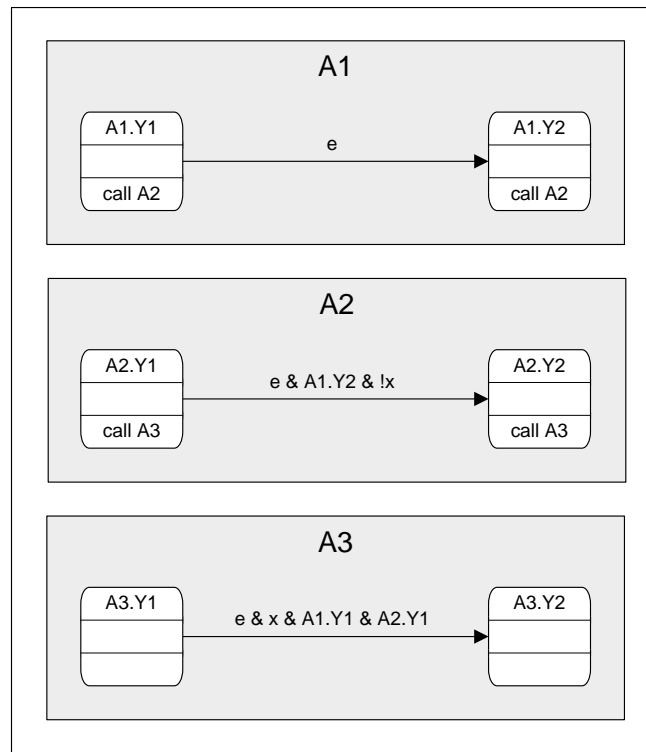 A1
A1.Y1
e
A1.Y2
call A2
call A2
A2
A2.Y1
e & A1.Y2 & !x
A2.Y2
call A3
call A3
A3
A3.Y1
e & x & A1.Y1 & A2.Y1
A3.Y2